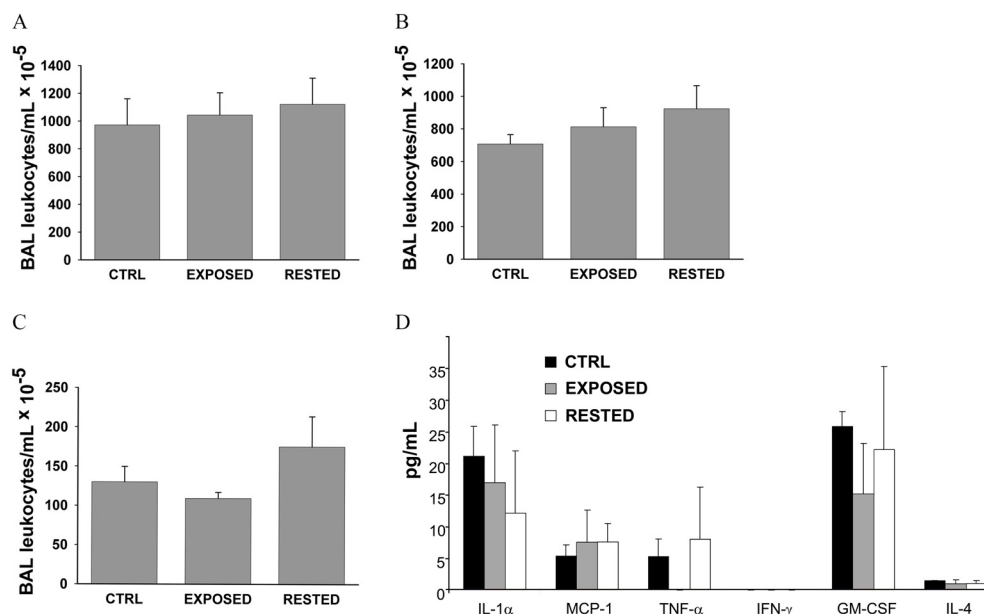 A
BAL leukocytes/mL x 10-5
1400
1200
1000
800
600
400
200
0
CTRL EXPOSED RESTED
B
BAL leukocytes/mL x 10-5
1200
1000
800
600
400
200
0
CTRL EXPOSED RESTED
C
BAL leukocytes/mL x 10-5
250
200
150
100
50
0
CTRL EXPOSED RESTED
D
pg/mL
35
30
25
20
15
10
5
0
CTRL
EXPOSED
RESTED
IL-1α MCP-1 TNF-α IFN-γ GM-CSF IL-4